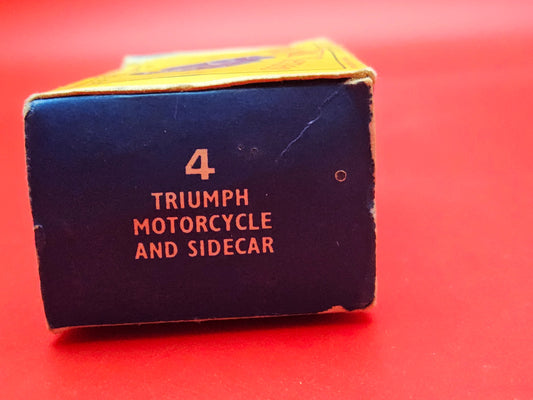 4
TRIUMPH
MOTORCYCLE
AND SIDECAR